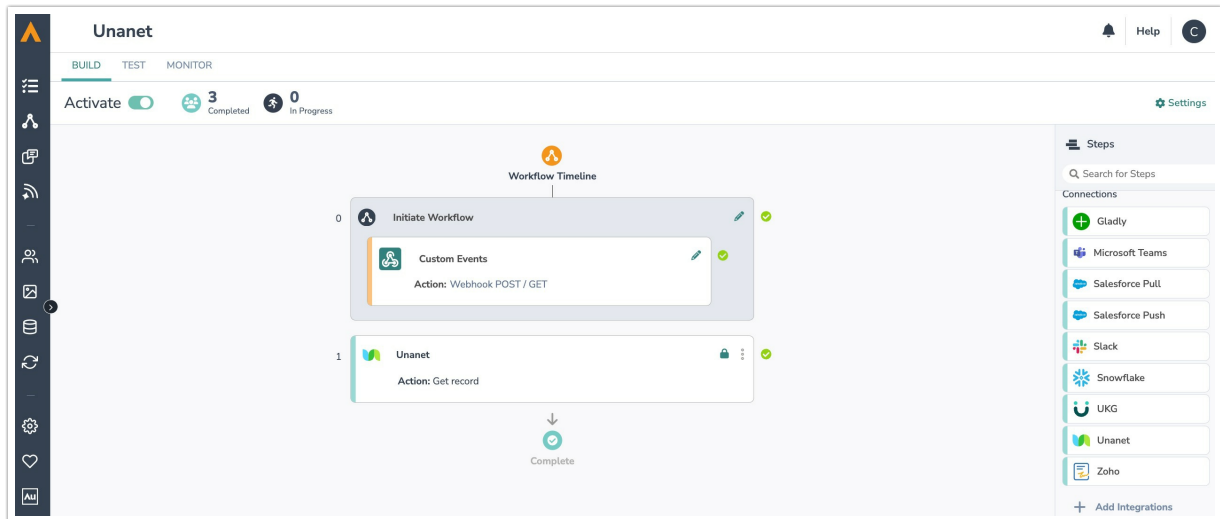 Unanet
Help
C
BUILD TEST MONITOR
Activate
3
Completed
0
In Progress
Settings
Workflow Timeline
0
Initiate Workflow
Custom Events
Action: Webhook POST / GET
1
Unanet
Action: Get record
Complete
Steps
Search for Steps
Connections
Gladly
Microsoft Teams
Salesforce Pull
Salesforce Push
Slack
Snowflake
UKG
Unanet
Zoho
+ Add Integrations
Au